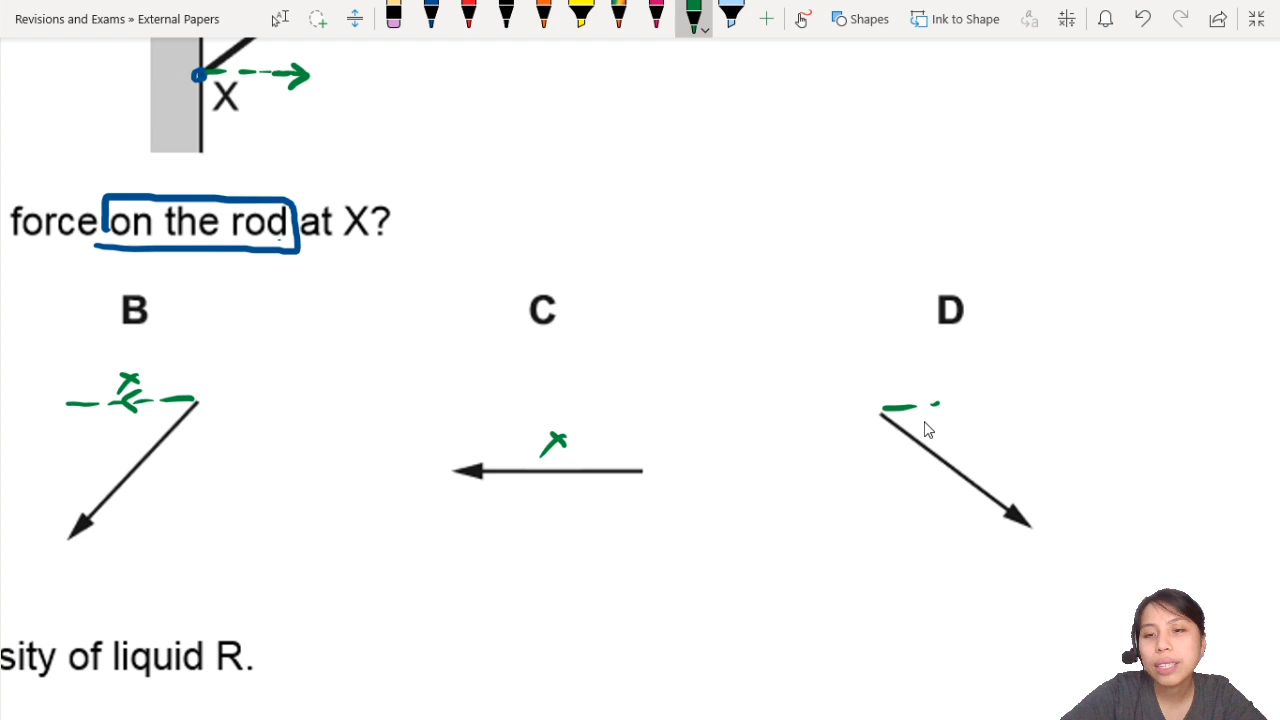 Revisions and Exams » External Papers
Shapes
Ink to Shape
X
force on the rod at X?
B
C
D
sity of liquid R.